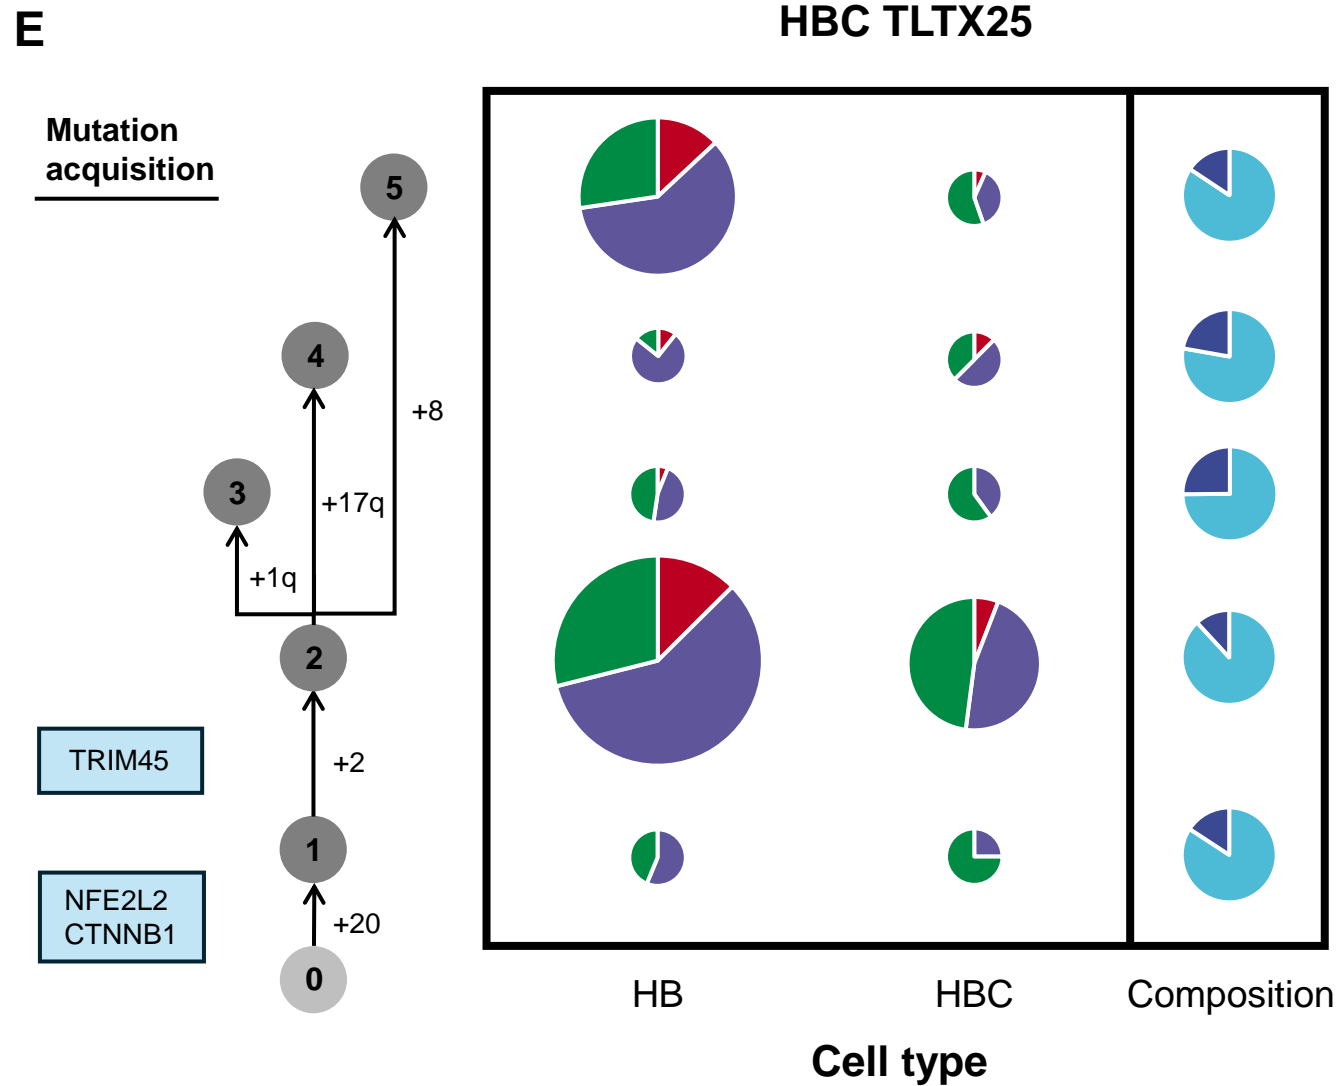 E
HBC TLTX25
Mutation
acquisition
5
4
+8
3
+17q
+1q
2
TRIM45
+2
1
NFE2L2
CTNNB1
+20
0
HB
HBC
Composition
Cell type